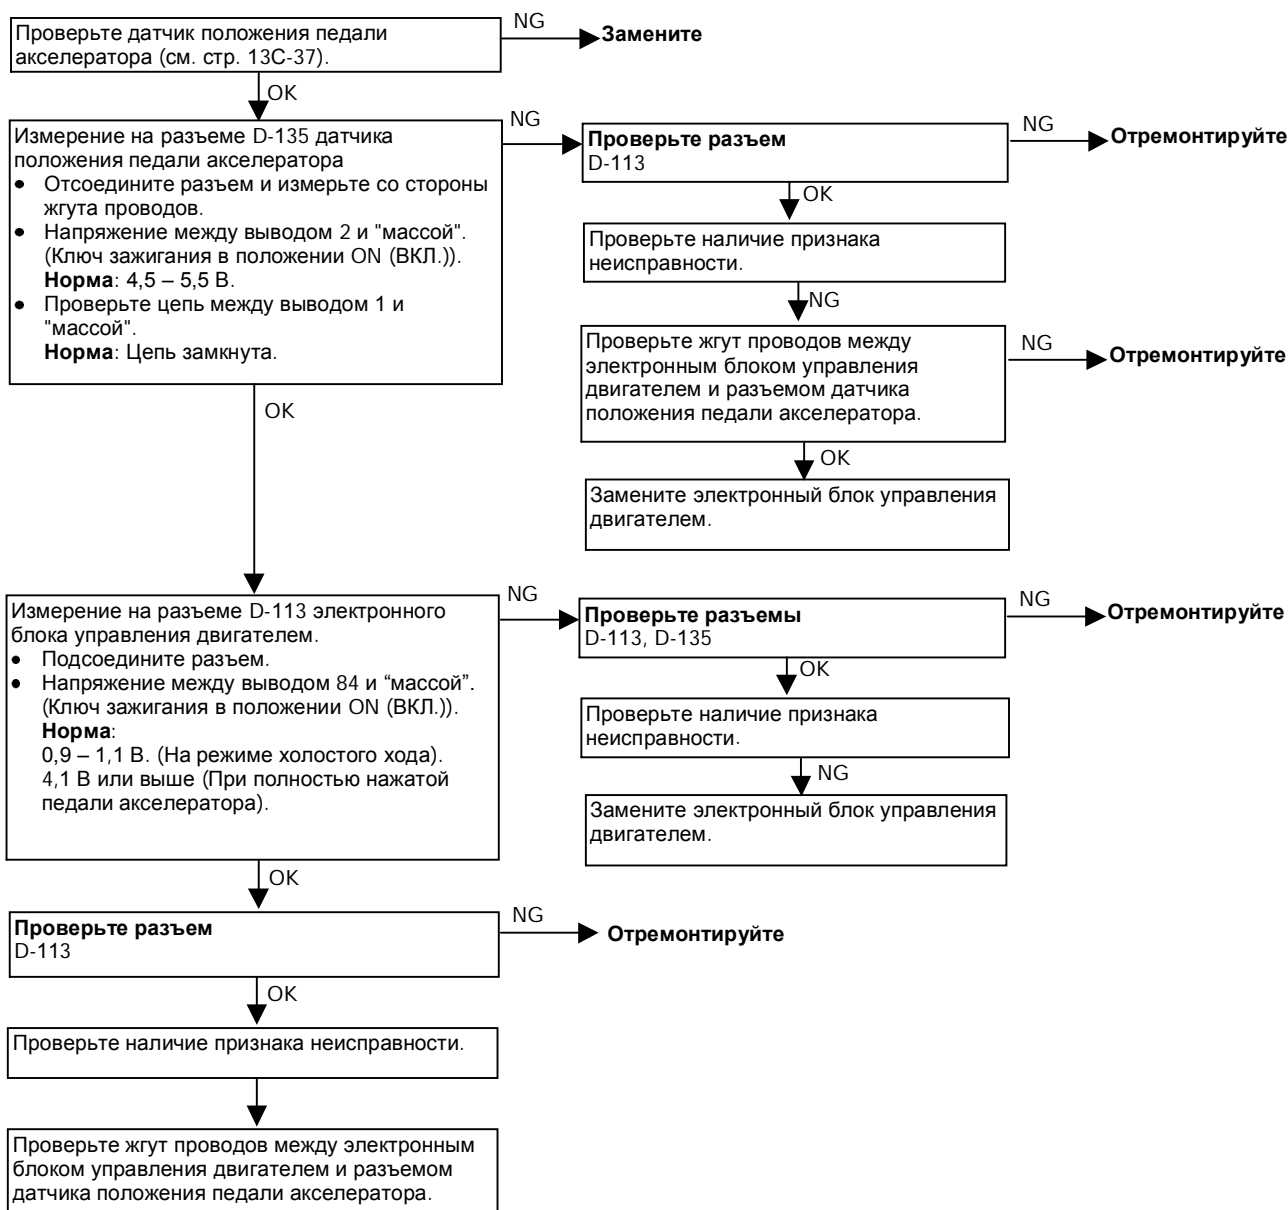 Проверьте датчик положения педали
акселератора (см. стр. 13С-37).
NG
Замените
OK
Измерение на разъеме D-135 датчика
положения педали акселератора
• Отсоедините разъем и измерьте со стороны
жгута проводов.
• Напряжение между выводом 2 и "массой".
(Ключ зажигания в положении ON (ВКЛ.)).
Норма: 4,5 – 5,5 В.
• Проверьте цепь между выводом 1 и
"массой".
Норма: Цепь замкнута.
NG
Проверьте разъем
D-113
NG
Отремонтируйте
OK
Проверьте наличие признака
неисправности.
NG
Проверьте жгут проводов между
электронным блоком управления
двигателем и разъемом датчика
положения педали акселератора.
NG
Отремонтируйте
OK
Замените электронный блок управления
двигателем.
OK
Измерение на разъеме D-113 электронного
блока управления двигателем.
• Подсоедините разъем.
• Напряжение между выводом 84 и “массой”.
(Ключ зажигания в положении ON (ВКЛ.)).
Норма:
0,9 – 1,1 В. (На режиме холостого хода).
4,1 В или выше (При полностью нажатой
педали акселератора).
NG
Проверьте разъемы
D-113, D-135
NG
Отремонтируйте
OK
Проверьте наличие признака
неисправности.
NG
Замените электронный блок управления
двигателем.
OK
Проверьте разъем
D-113
NG
Отремонтируйте
OK
Проверьте наличие признака неисправности.
Проверьте жгут проводов между электронным
блоком управления двигателем и разъемом
датчика положения педали акселератора.